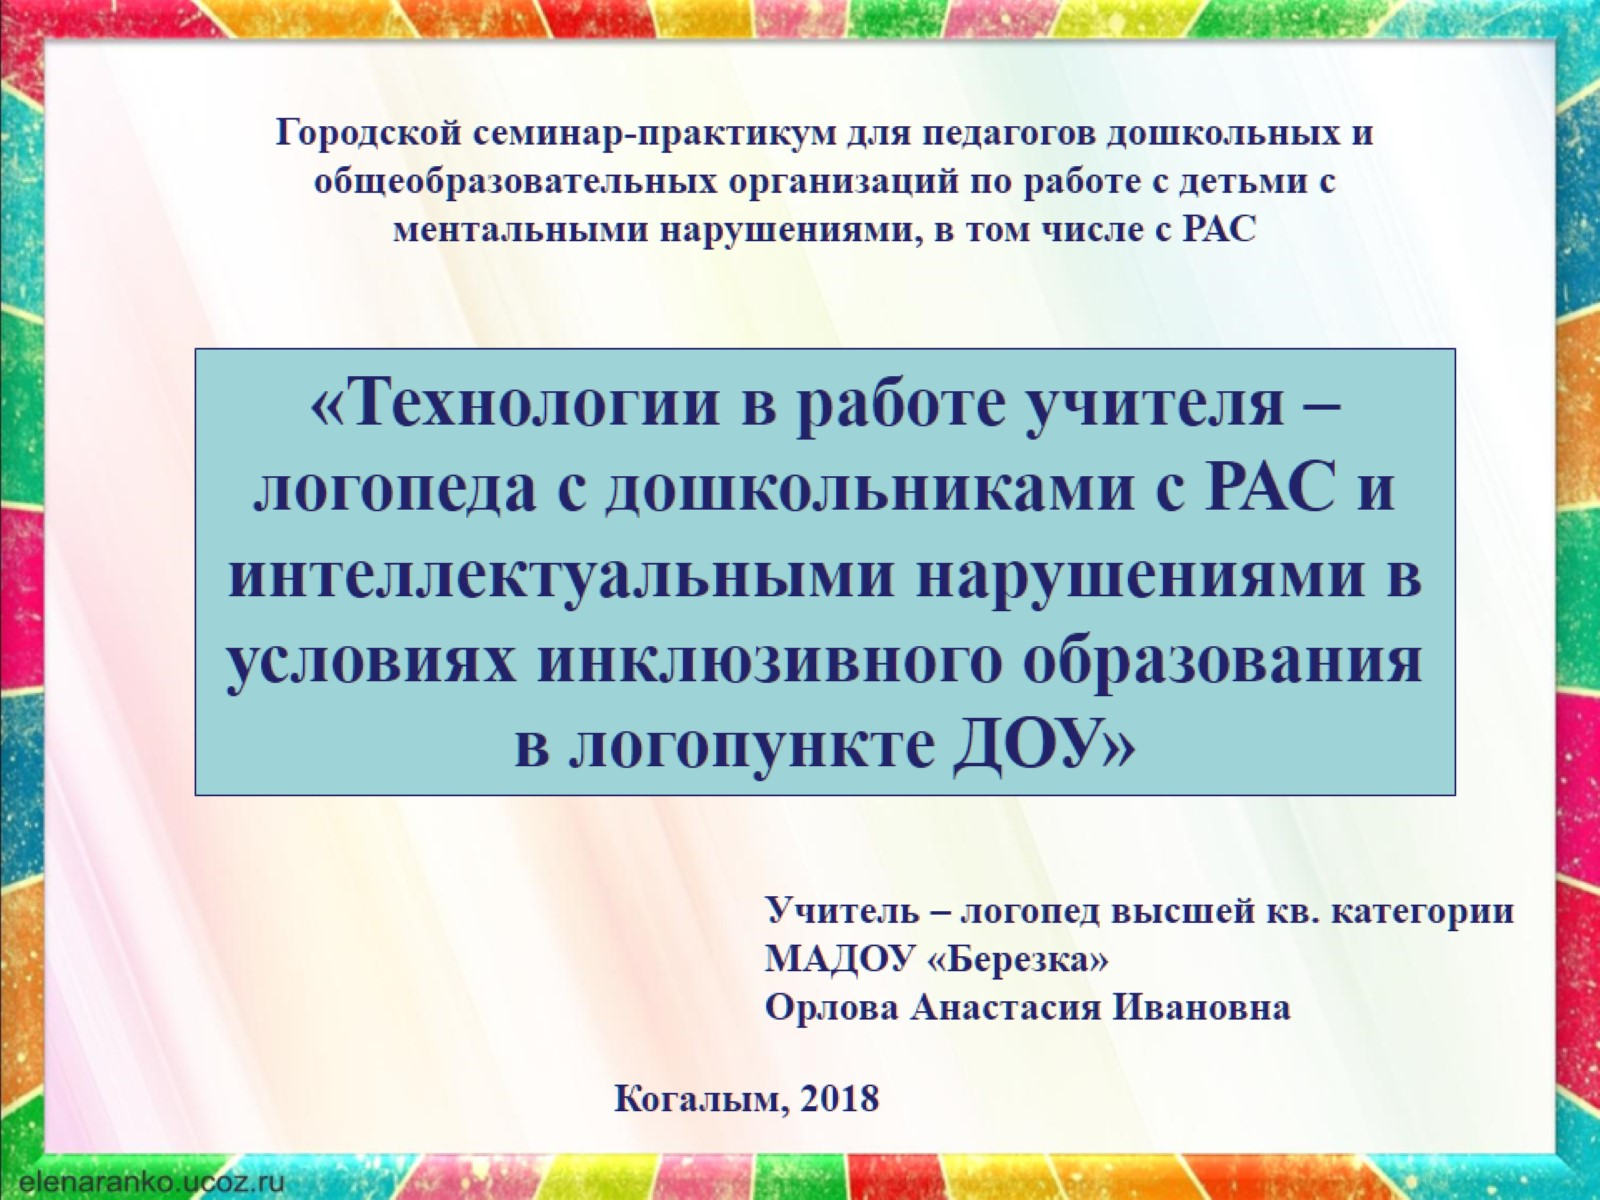 Городской семинар-практикум для педагогов дошкольных и
общеобразовательных организаций по работе с детьми с
ментальными нарушениями, в том числе с РАС
«Технологии в работе учителя –
логопеда с дошкольниками с РАС и
интеллектуальными нарушениями в
условиях инклюзивного образования
в логопункте ДОУ»
Учитель – логопед высшей кв. категории
МАДОУ «Березка»
Орлова Анастасия Ивановна
Когалым, 2018
elenaranko.ucoz.ru